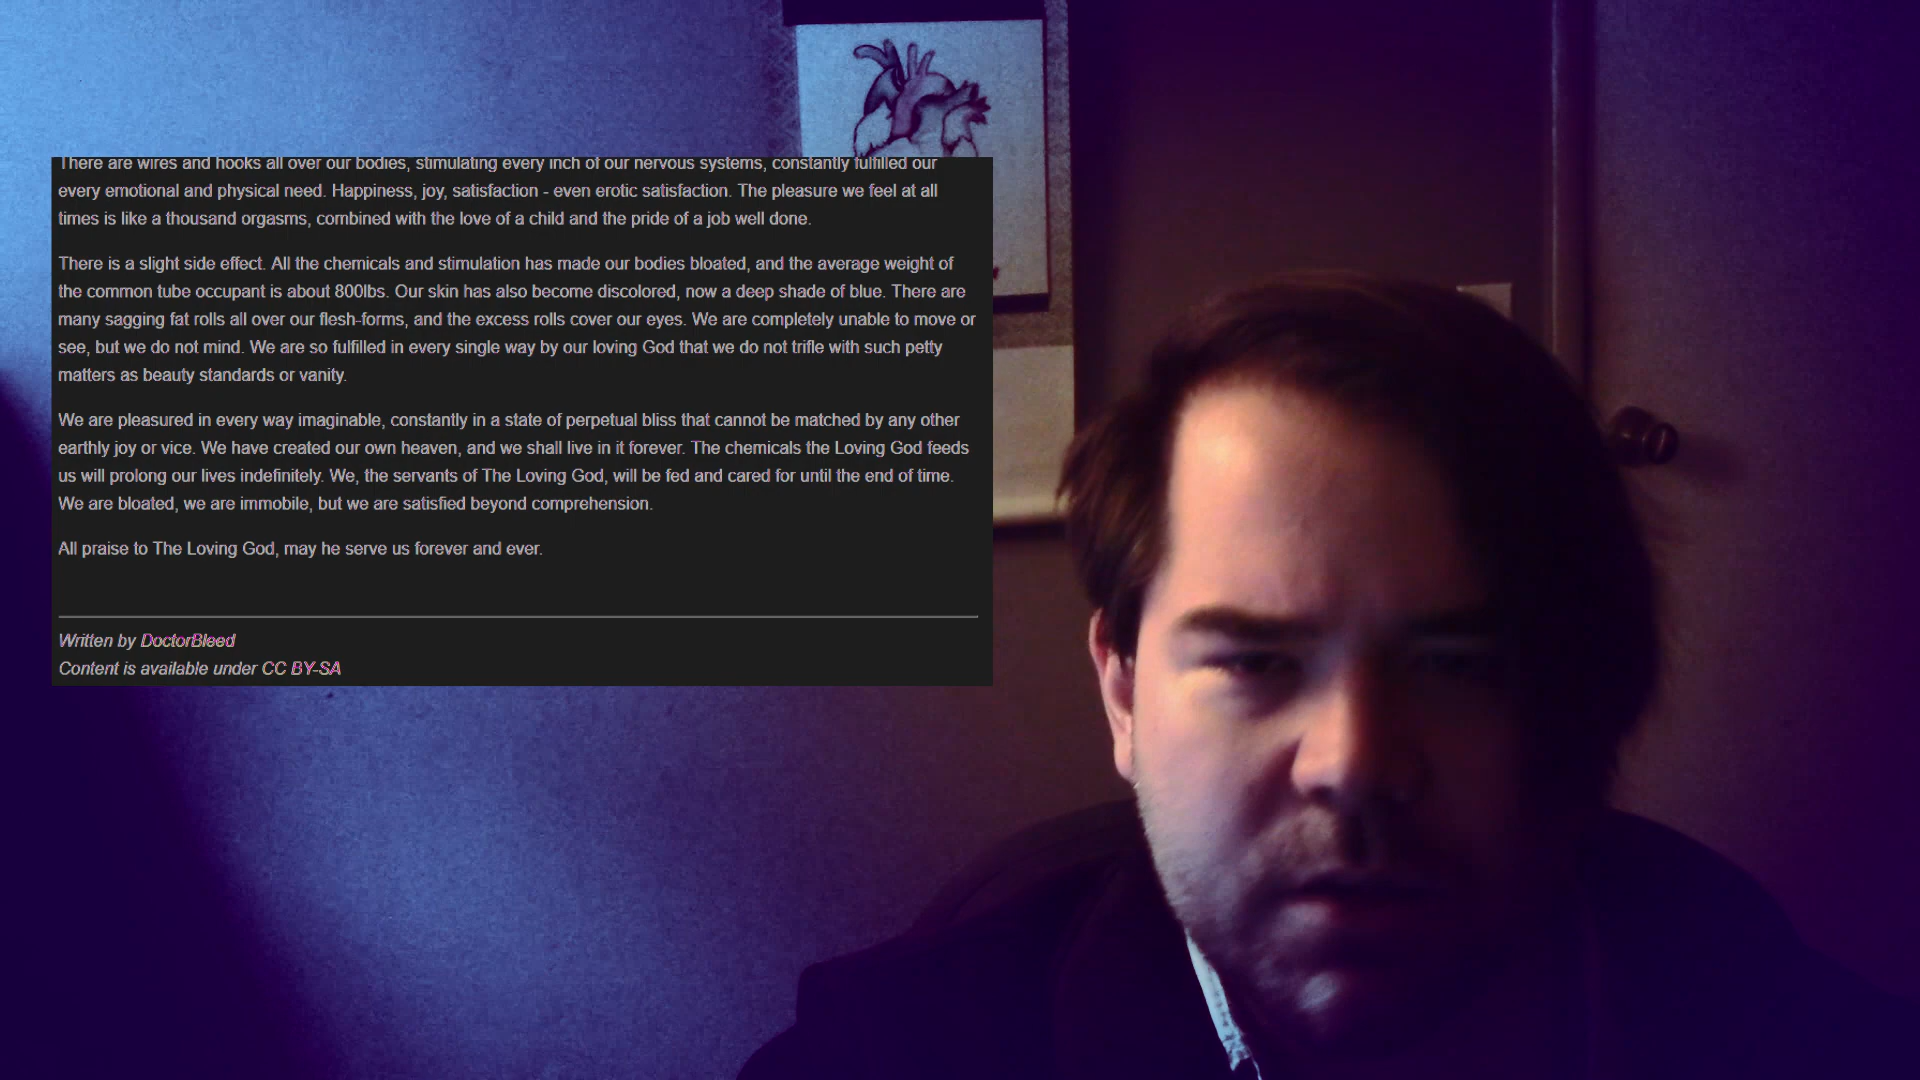 There are wires and hooks all over our bodies, stimulating every inch of our nervous systems, constantly fulfilled our
every emotional and physical need. Happiness, joy, satisfaction - even erotic satisfaction. The pleasure we feel at all
times is like a thousand orgasms, combined with the love of a child and the pride of a job well done.
There is a slight side effect. All the chemicals and stimulation has made our bodies bloated, and the average weight of
the common tube occupant is about 800lbs. Our skin has also become discolored, now a deep shade of blue. There are
many sagging fat rolls all over our flesh-forms, and the excess rolls cover our eyes. We are completely unable to move or
see, but we do not mind. We are so fulfilled in every single way by our loving God that we do not trifle with such petty
matters as beauty standards or vanity.
We are pleasured in every way imaginable, constantly in a state of perpetual bliss that cannot be matched by any other
earthly joy or vice. We have created our own heaven, and we shall live in it forever. The chemicals the Loving God feeds
us will prolong our lives indefinitely. We, the servants of The Loving God, will be fed and cared for until the end of time.
We are bloated, we are immobile, but we are satisfied beyond comprehension.
All praise to The Loving God, may he serve us forever and ever.
Written by DoctorBleed
Content is available under CC BY-SA